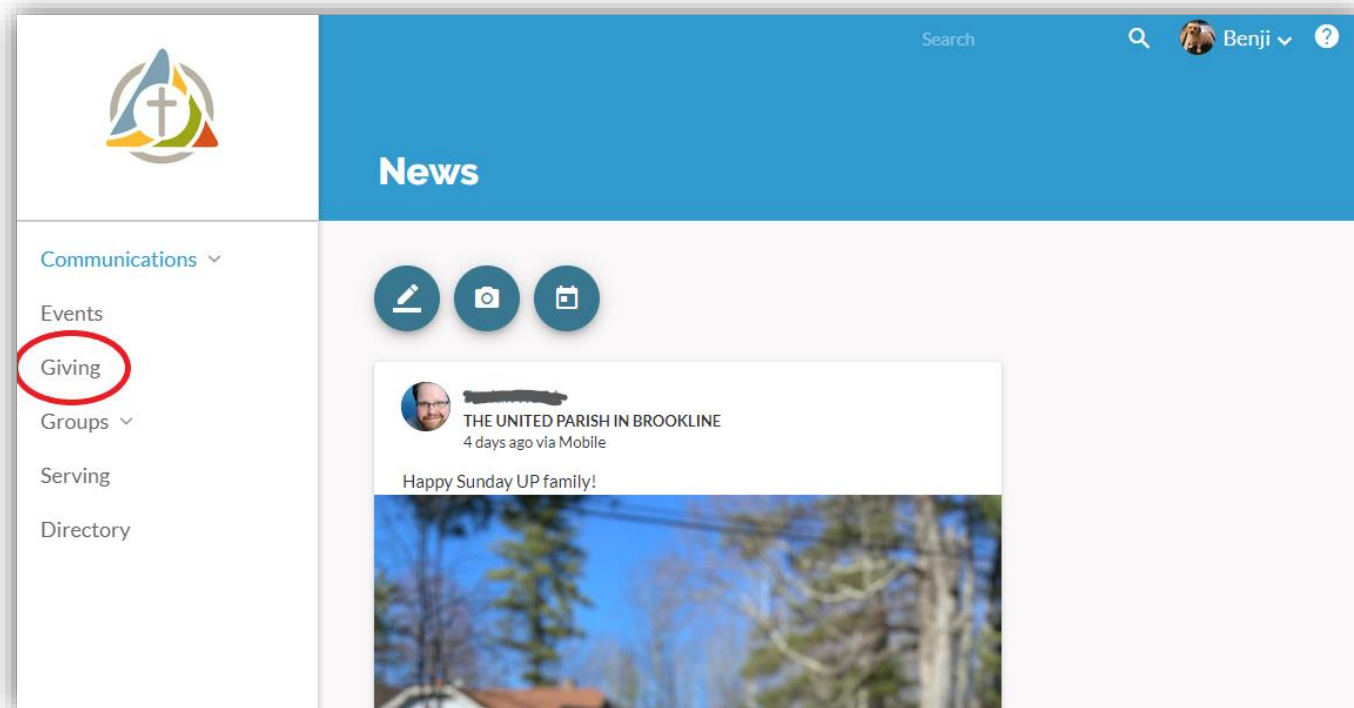 Search
Benji
News
Communications
Events
Giving
Groups
Serving
Directory
THE UNITED PARISH IN BROOKLINE
4 days ago via Mobile
Happy Sunday UP family!